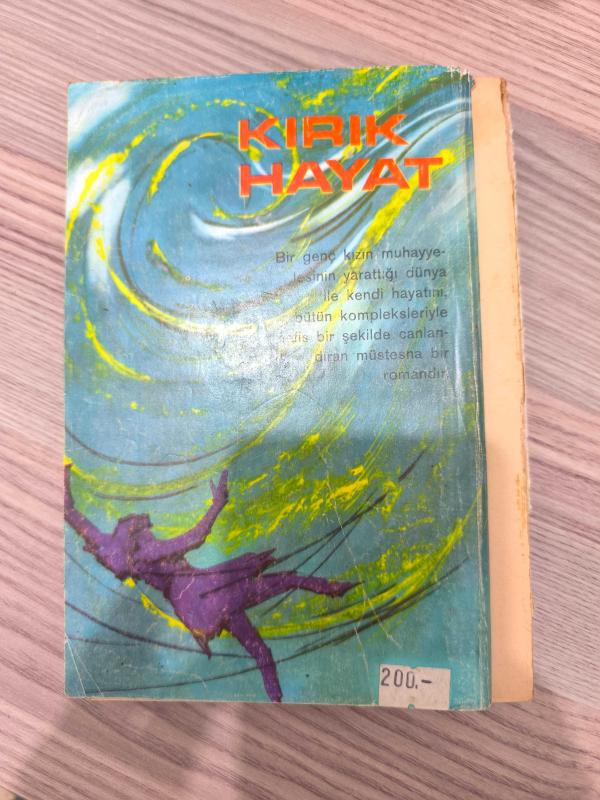 KIRIK
HAYAT
Bir genç kızın muhayye-
lesinin yarattığı dünya
ile kendi hayatını,
bütün kompleksleriyle
bir şekilde canlan-
dıran müstesna bir
romandır.
200.-